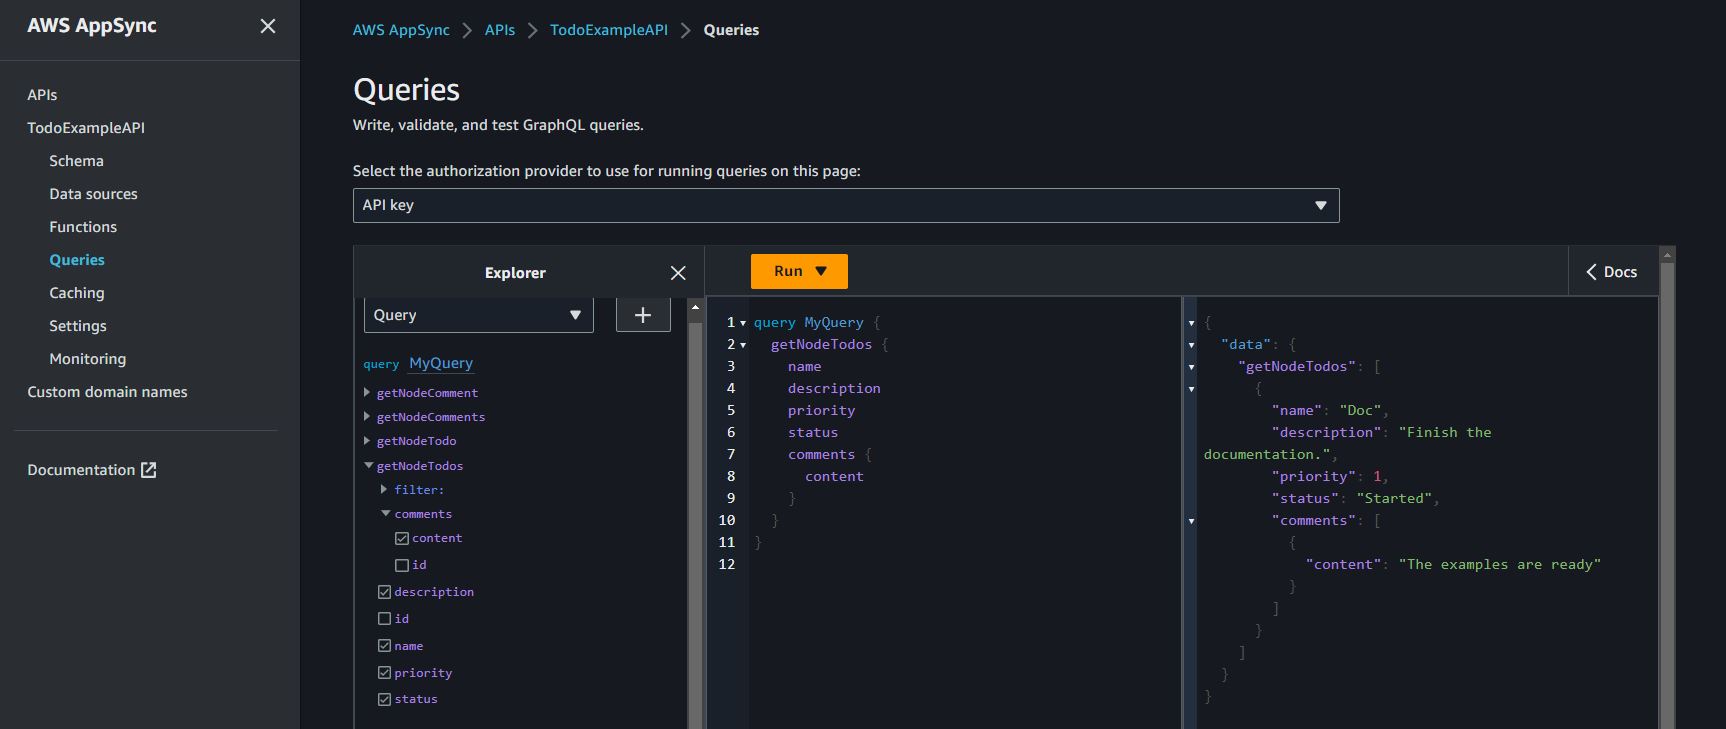 AWS AppSync
APIs
TodoExampleAPI
Schema
Data sources
Functions
Queries
Caching
Settings
Monitoring
Custom domain names
Documentation
AWS AppSync > APIs > TodoExampleAPI > Queries
Queries
Write, validate, and test GraphQL queries.
Select the authorization provider to use for running queries on this page:
API key
Explorer
Query
query MyQuery
getNodeComment
getNodeComments
getNodeTodo
getNodeTodos
filter:
comments
content
id
description
id
name
priority
status
Run
Docs
1 query MyQuery {
2 getNodeTodos {
3 name
4 description
5 priority
6 status
7 comments {
8 content
9 }
10 }
11 }
12
{
"data": {
"getNodeTodos": [
{
"name": "Doc",
"description": "Finish the
documentation.",
"priority": 1,
"status": "Started",
"comments": [
{
"content": "The examples are ready"
}
]
}
]
}
}